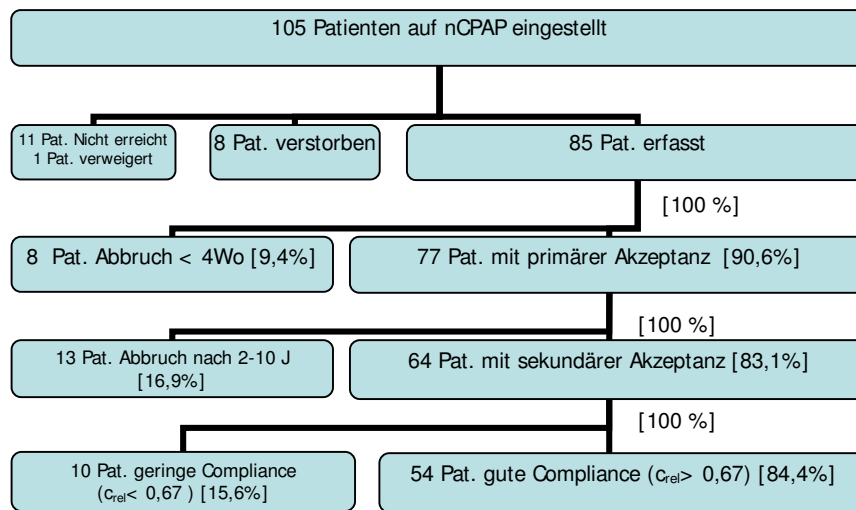 105 Patienten auf nCPAP eingestellt
11 Pat. Nicht erreicht
1 Pat. verweigert
8 Pat. verstorben
85 Pat. erfasst
[100 %]
8 Pat. Abbruch < 4Wo [9,4%]
77 Pat. mit primärer Akzeptanz [90,6%]
[100 %]
13 Pat. Abbruch nach 2-10 J
[16,9%]
64 Pat. mit sekundärer Akzeptanz [83,1%]
[100 %]
10 Pat. geringe Compliance
(crel< 0,67 ) [15,6%]
54 Pat. gute Compliance (crel> 0,67) [84,4%]